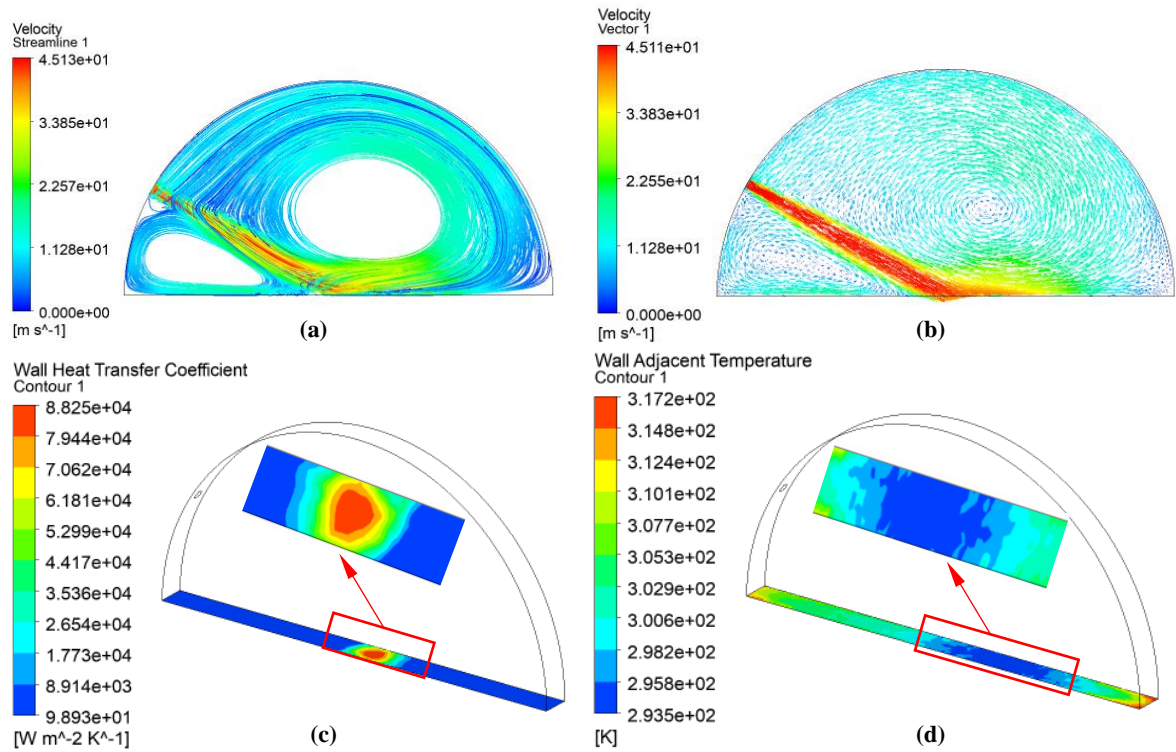 Velocity
Streamline 1
4.513e+01
3.385e+01
2.257e+01
1.128e+01
0.000e+00
[m s^-1]
(a)
Velocity
Vector 1
4.511e+01
3.383e+01
2.255e+01
1.128e+01
0.000e+00
[m s^-1]
(b)
Wall Heat Transfer Coefficient
Contour 1
8.825e+04
7.944e+04
7.062e+04
6.181e+04
5.299e+04
4.417e+04
3.536e+04
2.654e+04
1.773e+04
8.914e+03
9.893e+01
[W m^-2 K^-1]
(c)
Wall Adjacent Temperature
Contour 1
3.172e+02
3.148e+02
3.124e+02
3.101e+02
3.077e+02
3.053e+02
3.029e+02
3.006e+02
2.982e+02
2.958e+02
2.935e+02
[K]
(d)